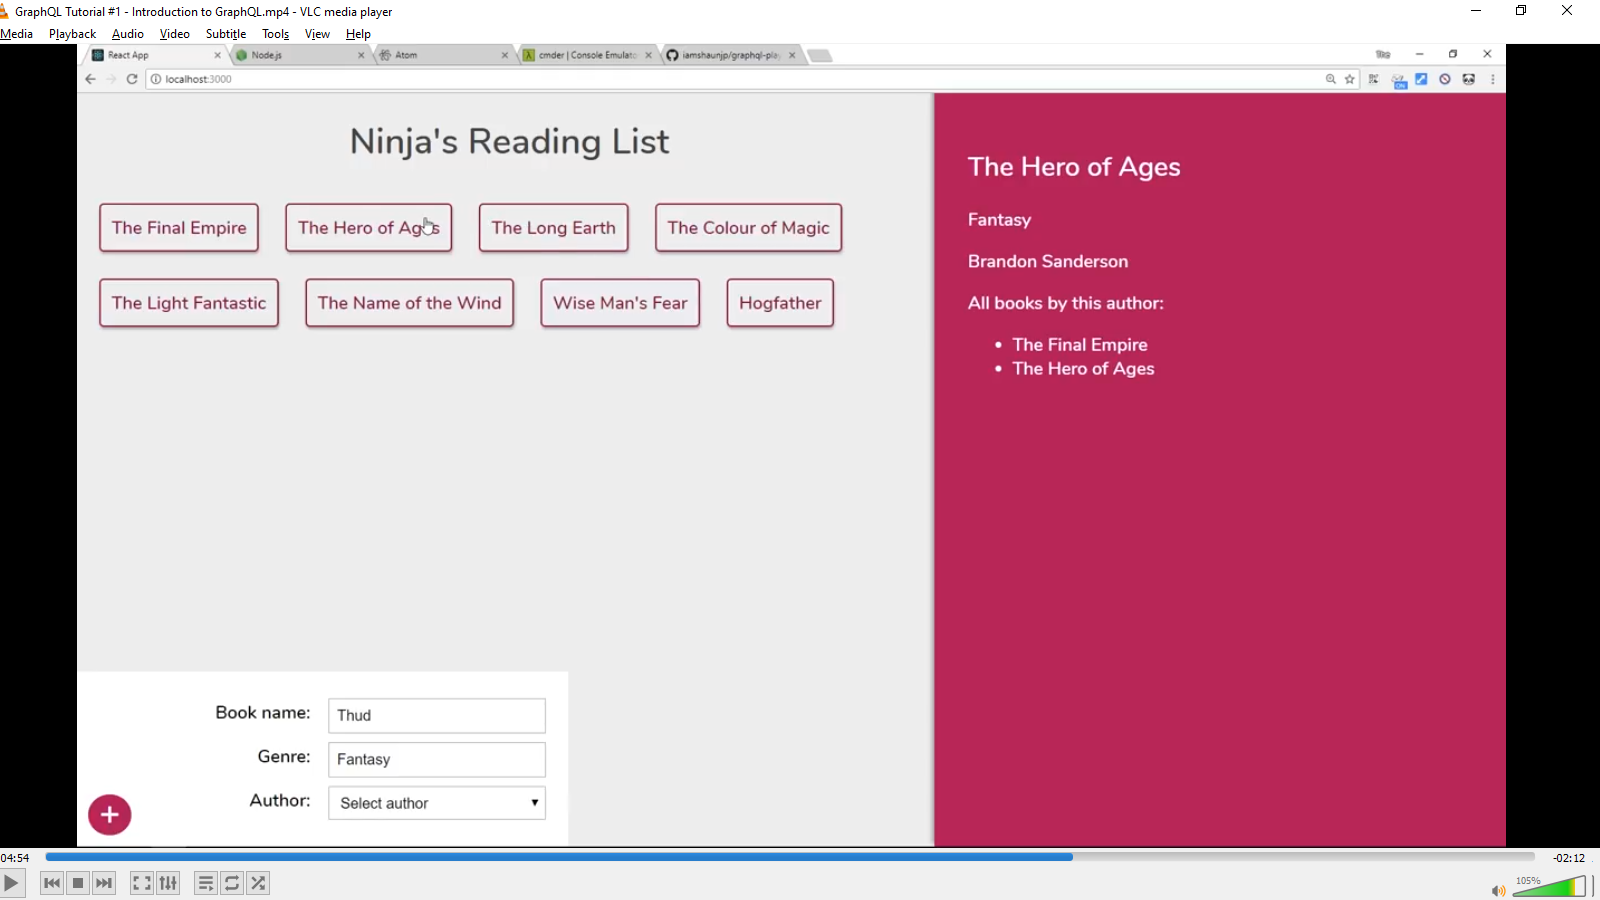 GraphQL Tutorial #1 - Introduction to GraphQL.mp4 - VLC media player
Media Playback Audio Video Subtitle Tools View Help
React App Node.js Atom cmder | Console Emulato iamshaunjp/graphql-play
localhost:3000
Ninja's Reading List
The Final Empire The Hero of Ages The Long Earth The Colour of Magic
The Light Fantastic The Name of the Wind Wise Man's Fear Hogfather
The Hero of Ages
Fantasy
Brandon Sanderson
All books by this author:
The Final Empire
The Hero of Ages
Book name: Thud
Genre: Fantasy
Author: Select author
04:54 -02:12
105%